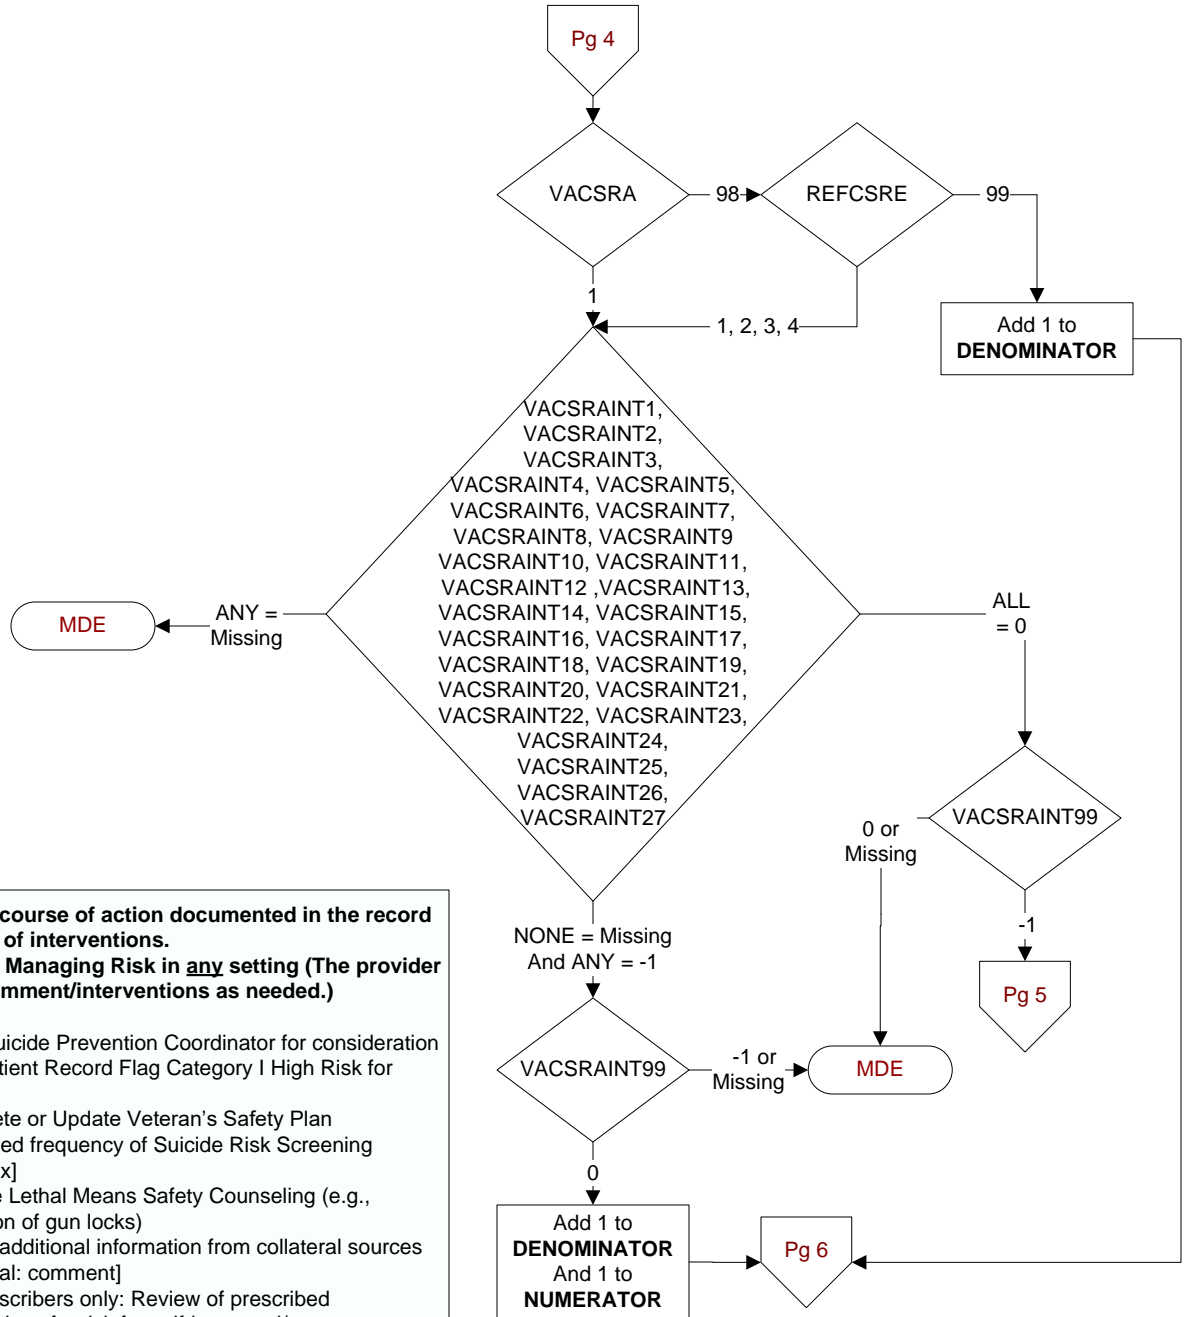 Pg 4
VACSRA
98
REFCSRE
99
1
1, 2, 3, 4
Add 1 to
DENOMINATOR
VACSRAINT1,
VACSRAINT2,
VACSRAINT3,
VACSRAINT4, VACSRAINT5,
VACSRAINT6, VACSRAINT7,
VACSRAINT8, VACSRAINT9
VACSRAINT10, VACSRAINT11,
VACSRAINT12 ,VACSRAINT13,
VACSRAINT14, VACSRAINT15,
VACSRAINT16, VACSRAINT17,
VACSRAINT18, VACSRAINT19,
VACSRAINT20, VACSRAINT21,
VACSRAINT22, VACSRAINT23,
VACSRAINT24,
VACSRAINT25,
VACSRAINT26,
VACSRAINT27
MDE
ANY =
Missing
ALL
= 0
VACSRAINT99
0 or
Missing
-1
Pg 5
NONE = Missing
And ANY = -1
VACSRAINT99
-1 or
Missing
MDE
0
Add 1 to
DENOMINATOR
And 1 to
NUMERATOR
Pg 6
course of action documented in the record
of interventions.
Managing Risk in any setting (The provider
mment/interventions as needed.)
uicide Prevention Coordinator for consideration
tient Record Flag Category I High Risk for
ete or Update Veteran's Safety Plan
ed frequency of Suicide Risk Screening
x]
e Lethal Means Safety Counseling (e.g.,
on of gun locks)
additional information from collateral sources
al: comment]
scribers only: Review of prescribed